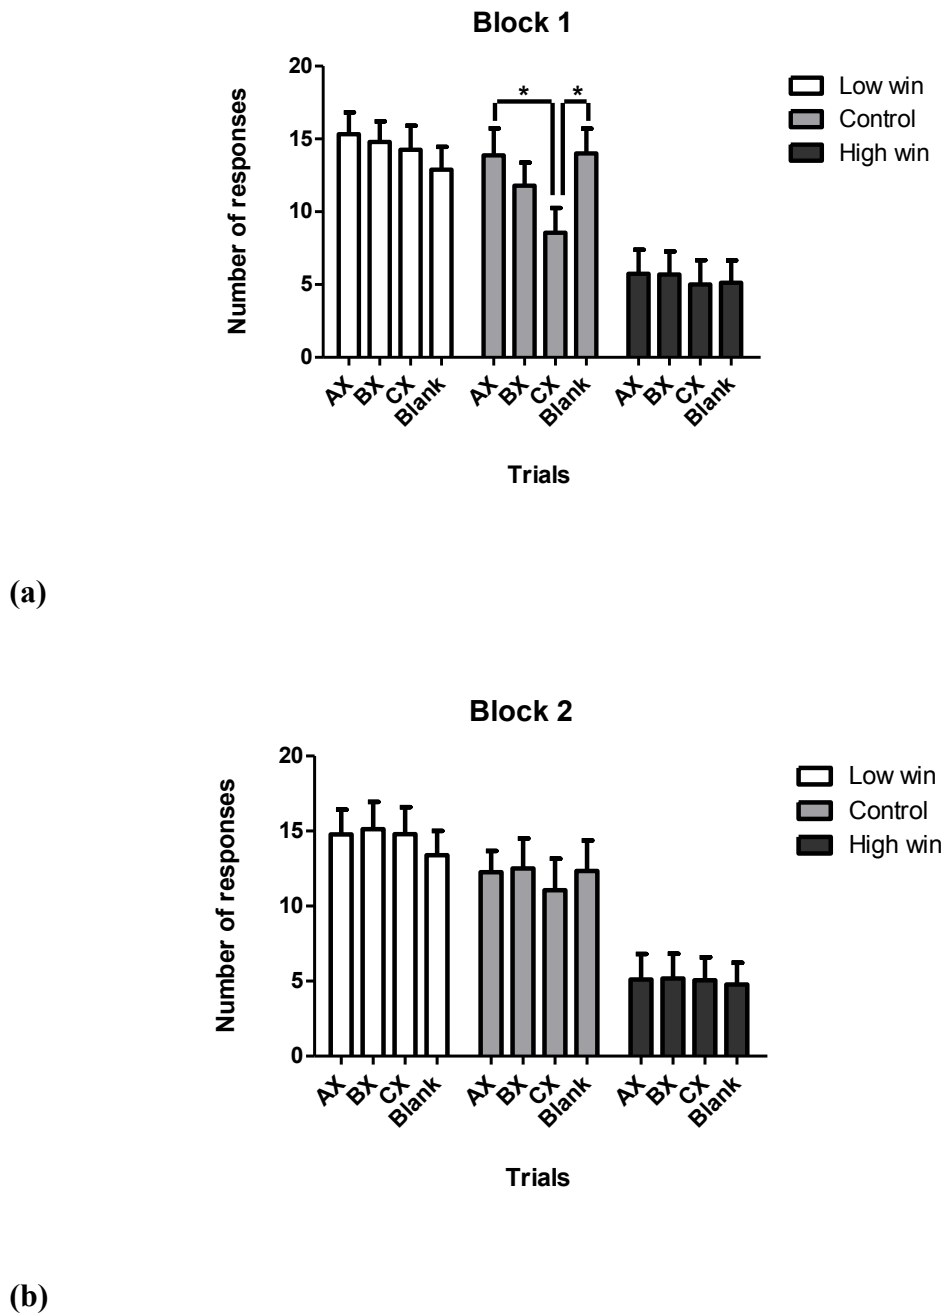 Block 1
Number of responses
20
15
10
5
0
* *
Low win
Control
High win
AX BX CX Blank AX BX CX Blank AX BX CX Blank
Trials
(a)
Block 2
Number of responses
20
15
10
5
0
Low win
Control
High win
AX BX CX Blank AX BX CX Blank AX BX CX Blank
Trials
(b)